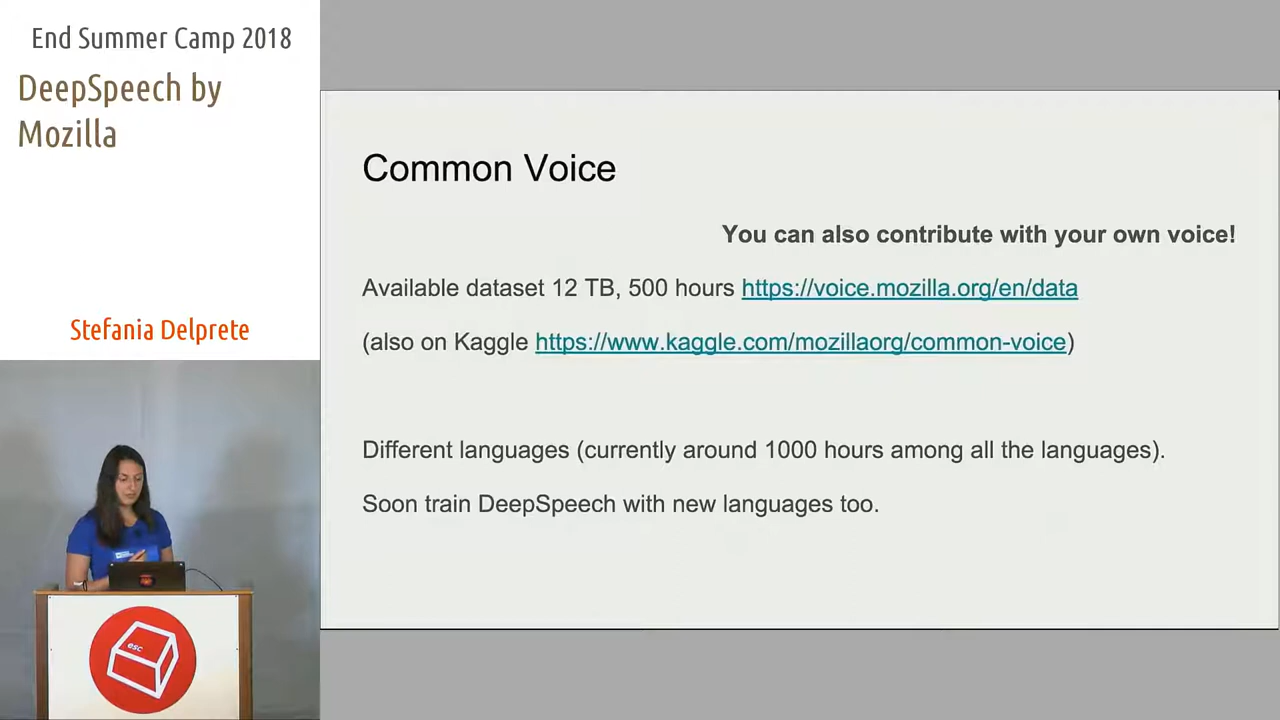 End Summer Camp 2018
DeepSpeech by
Mozilla
Stefania Delprete
Common Voice
You can also contribute with your own voice!
Available dataset 12 TB, 500 hours https://voice.mozilla.org/en/data
(also on Kaggle https://www.kaggle.com/mozillaorg/common-voice)
Different languages (currently around 1000 hours among all the languages).
Soon train DeepSpeech with new languages too.
esc